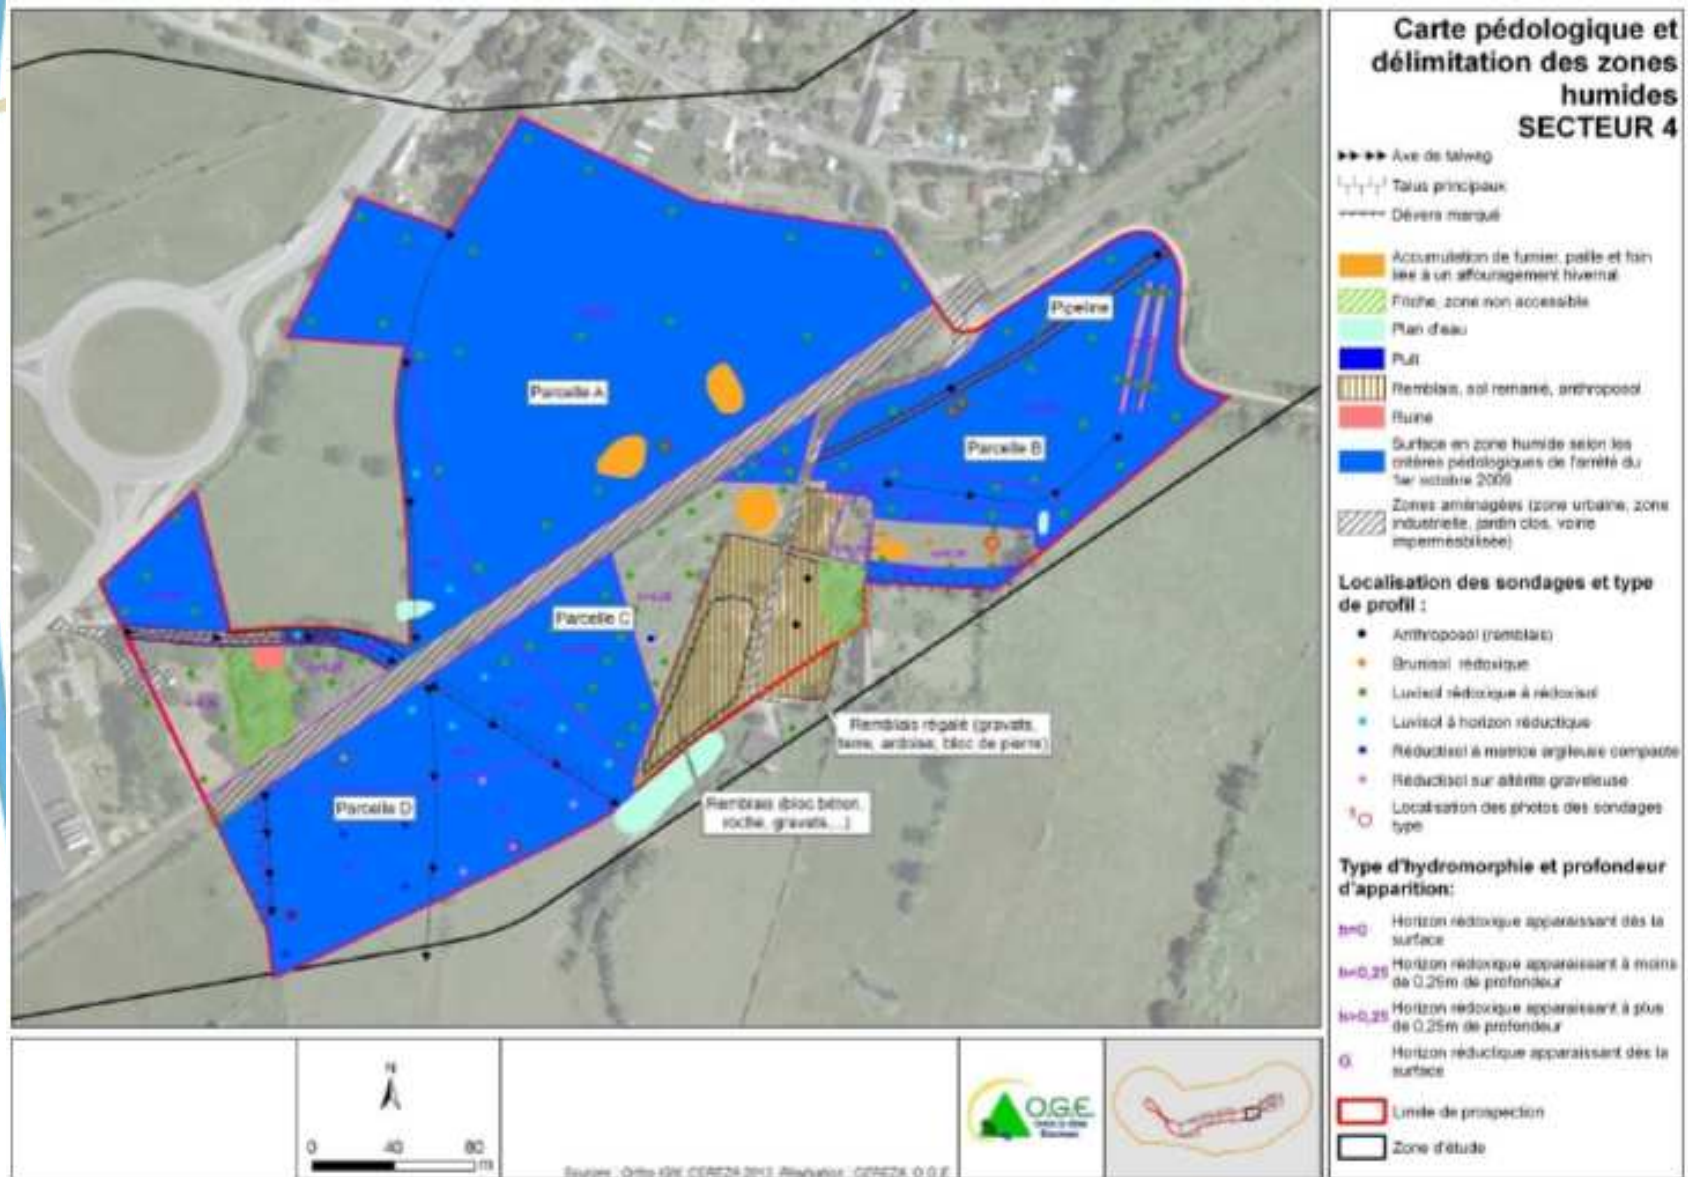 Carte pédologique et
délimitation des zones
humides
SECTEUR 4
Axe de talweg
Talus principaux
Dévers marqué
Accumulation de fumier, paille et foin
liée à un affouragement hivernal
Friche, zone non accessible
Plan d'eau
Puit
Remblais, sol remanié, anthroposol
Ruine
Surface en zone humide selon les
critères pédologiques de l'arrêté du
1er octobre 2009
Zones aménagées (zone urbaine, zone
industrielle, jardin clos, voirie
imperméabilisée)
Localisation des sondages et type
de profil :
Anthroposol (remblais)
Brunisol rédoxique
Luvisol rédoxique à rédoxisol
Luvisol à horizon réductique
Réductisol à matrice argileuse compacte
Réductisol sur altérite graveleuse
Localisation des photos des sondages
type
Type d'hydromorphie et profondeur
d'apparition:
h=0 Horizon rédoxique apparaissant dès la
surface
h<0,25 Horizon rédoxique apparaissant à moins
de 0,25m de profondeur
h>0,25 Horizon rédoxique apparaissant à plus
de 0,25m de profondeur
G Horizon réductique apparaissant dès la
surface
Limite de prospection
Zone d'étude
Pipeline
Parcelle A
Parcelle B
Parcelle C
Parcelle D
Remblais régalé (gravats,
terre, ardoise, bloc de pierre)
Remblais (bloc béton,
roche, gravats,...)
N
0 40 80
m
O.G.E